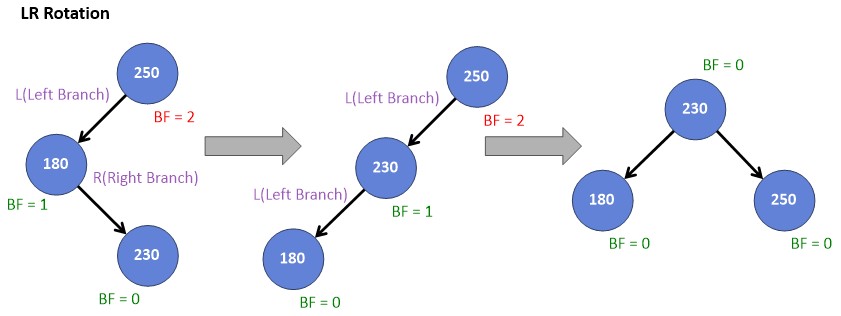 LR Rotation
250
L(Left Branch)
BF = 2
180
R(Right Branch)
BF = 1
230
BF = 0
250
L(Left Branch)
BF = 2
230
L(Left Branch)
BF = 1
180
BF = 0
BF = 0
230
180
250
BF = 0
BF = 0